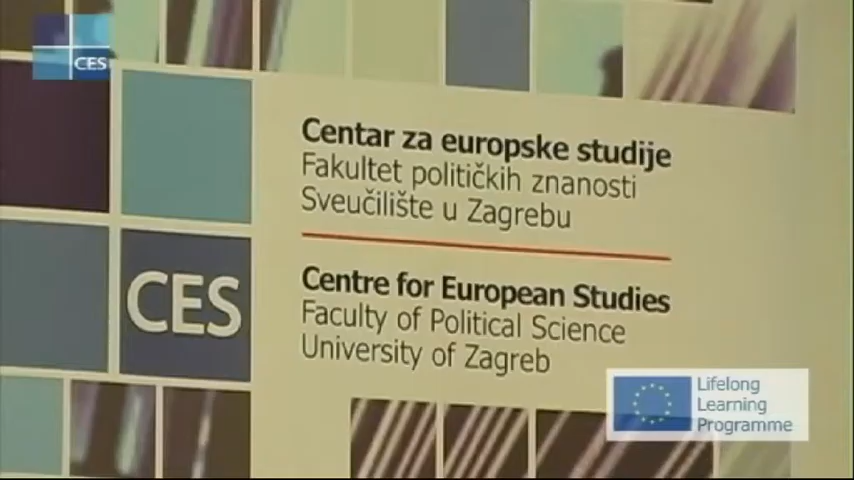 CES
Centar za europske studije
Fakultet političkih znanosti
Sveučilište u Zagrebu
CES
Centre for European Studies
Faculty of Political Science
University of Zagreb
Lifelong
Learning
Programme